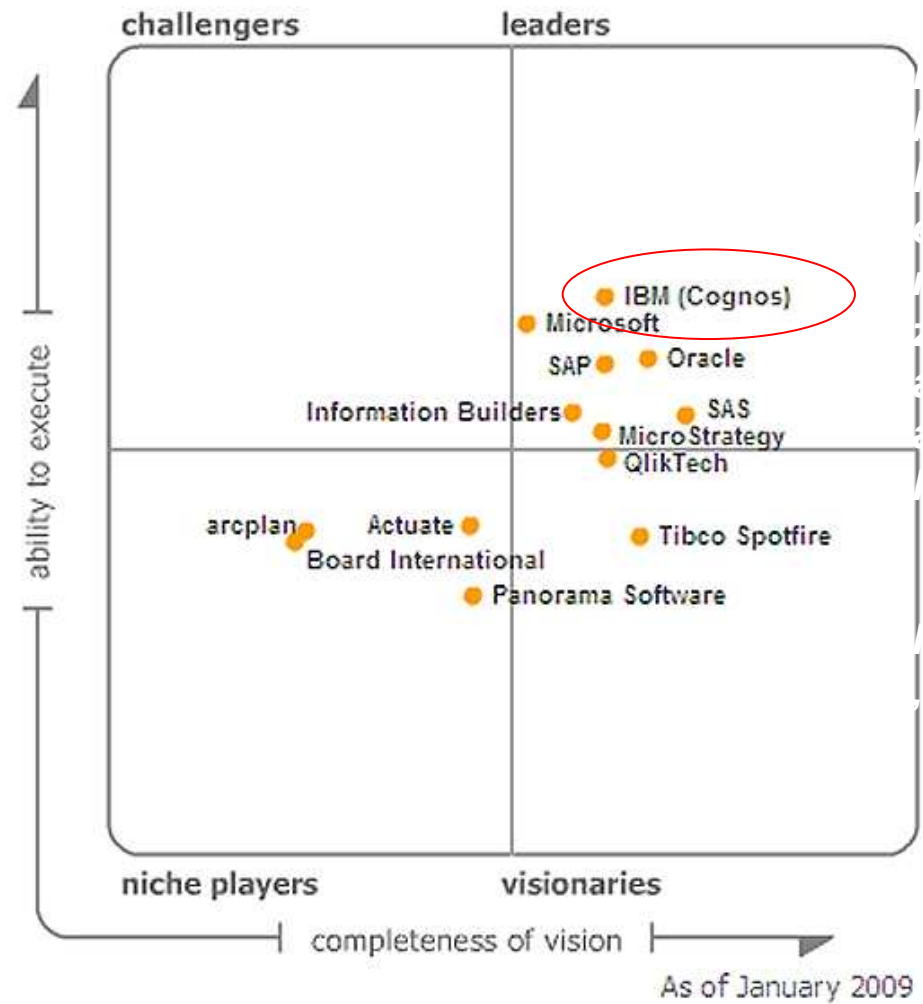 challengers
leaders
IBM (Cognos)
Microsoft
SAP
Oracle
Information Builders
SAS
MicroStrategy
QlikTech
ability to execute
arcplan
Actuate
Tibco Spotfire
Board International
Panorama Software
niche players
visionaries
completeness of vision
As of January 2009